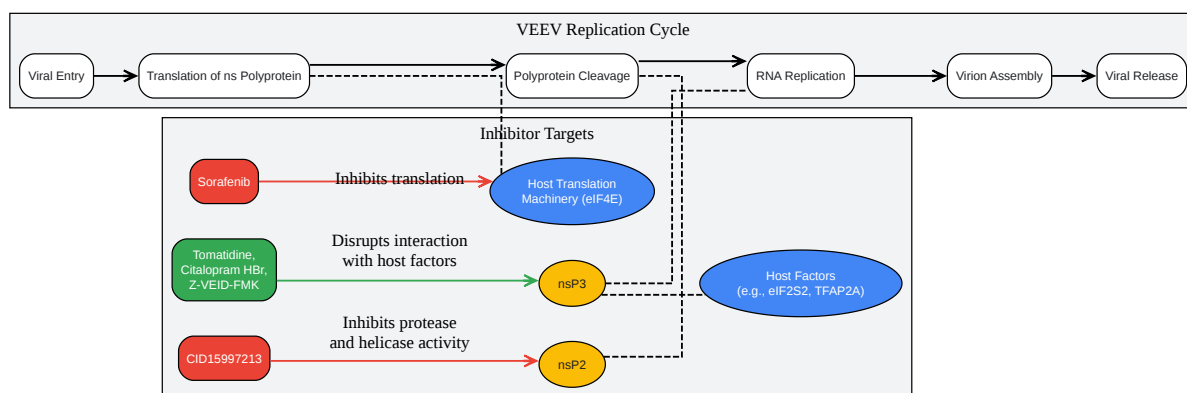 VEEV Replication Cycle
Viral Entry
Translation of ns Polyprotein
Polyprotein Cleavage
RNA Replication
Virion Assembly
Viral Release
Inhibitor Targets
Sorafenib
Inhibits translation
Host Translation
Machinery (eIF4E)
Tomatidine,
Citalopram HBr,
Z-VEID-FMK
Disrupts interaction
with host factors
nsP3
Host Factors
(e.g., eIF2S2, TFAP2A)
CID15997213
Inhibits protease
and helicase activity
nsP2